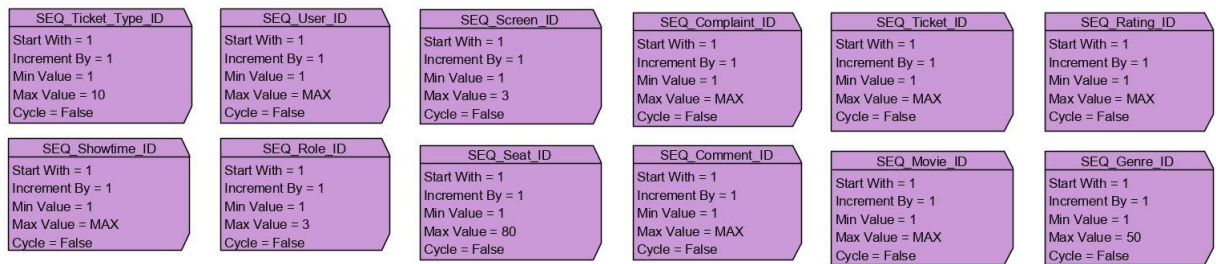 SEQ_Ticket_Type_ID
Start With = 1
Increment By = 1
Min Value = 1
Max Value = 10
Cycle = False
SEQ_User_ID
Start With = 1
Increment By = 1
Min Value = 1
Max Value = MAX
Cycle = False
SEQ_Screen_ID
Start With = 1
Increment By = 1
Min Value = 1
Max Value = 3
Cycle = False
SEQ_Complaint_ID
Start With = 1
Increment By = 1
Min Value = 1
Max Value = MAX
Cycle = False
SEQ_Ticket_ID
Start With = 1
Increment By = 1
Min Value = 1
Max Value = MAX
Cycle = False
SEQ_Rating_ID
Start With = 1
Increment By = 1
Min Value = 1
Max Value = MAX
Cycle = False
SEQ_Showtime_ID
Start With = 1
Increment By = 1
Min Value = 1
Max Value = MAX
Cycle = False
SEQ_Role_ID
Start With = 1
Increment By = 1
Min Value = 1
Max Value = 3
Cycle = False
SEQ_Seat_ID
Start With = 1
Increment By = 1
Min Value = 1
Max Value = 80
Cycle = False
SEQ_Comment_ID
Start With = 1
Increment By = 1
Min Value = 1
Max Value = MAX
Cycle = False
SEQ_Movie_ID
Start With = 1
Increment By = 1
Min Value = 1
Max Value = MAX
Cycle = False
SEQ_Genre_ID
Start With = 1
Increment By = 1
Min Value = 1
Max Value = 50
Cycle = False